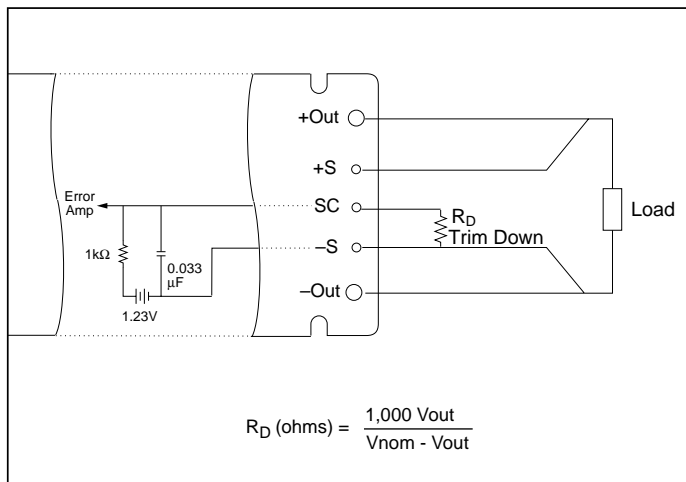 +Out
+S
Error
Amp
SC
RD
Load
Trim Down
1kΩ
0.033
µF
–S
–Out
1.23V
RD (ohms) = 1,000 Vout
Vnom - Vout